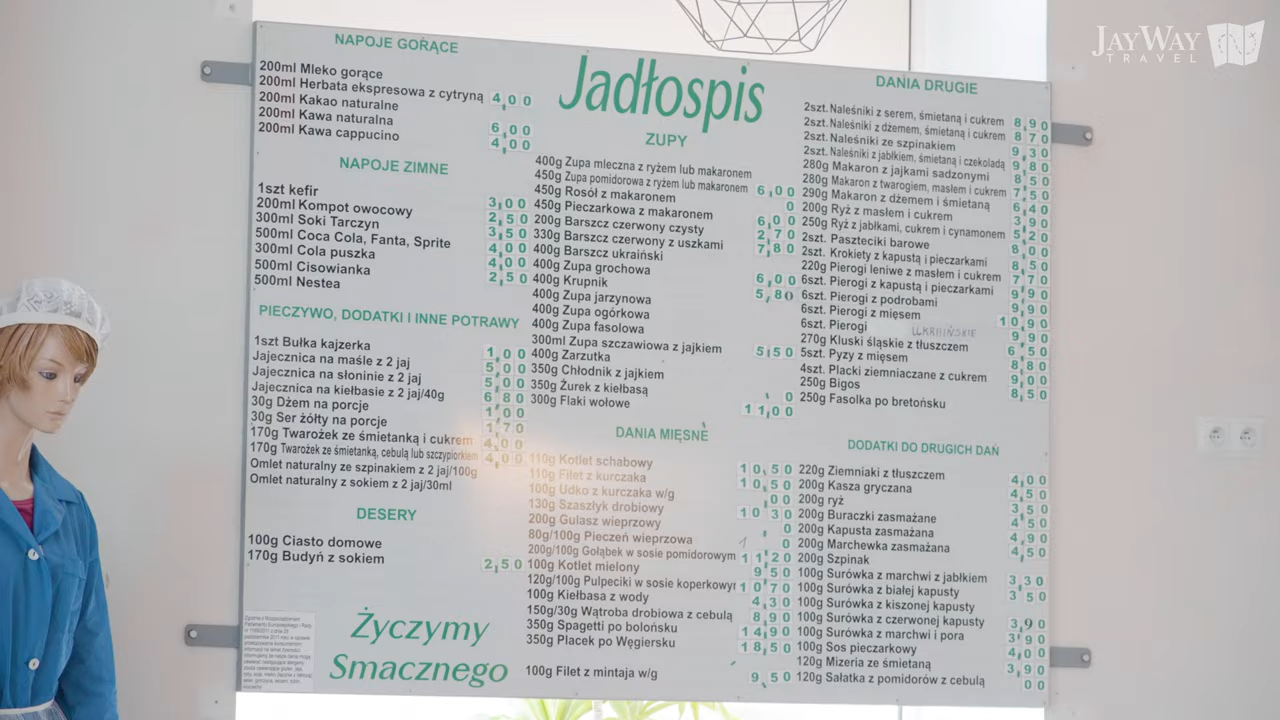 JAYWAY
TRAVEL
Jadłospis
NAPOJE GORĄCE
200ml Mleko gorące
200ml Herbata ekspresowa z cytryną 4,00
200ml Kakao naturalne
200ml Kawa naturalna 6,00
200ml Kawa cappucino 4,00
NAPOJE ZIMNE
1szt kefir 3,00
200ml Kompot owocowy 2,50
300ml Soki Tarczyn 3,50
500ml Coca Cola, Fanta, Sprite 4,00
300ml Cola puszka 4,00
500ml Cisowianka 2,50
500ml Nestea
PIECZYWO, DODATKI I INNE POTRAWY
1szt Bułka kajzerka 1,00
Jajecznica na maśle z 2 jaj 5,00
Jajecznica na słoninie z 2 jaj 5,00
Jajecznica na kiełbasie z 2 jaj/40g 6 80
30g Dżem na porcje 1,00
30g Ser żółty na porcje 1,70
170g Twarożek ze śmietanką i cukrem 4,00
170g Twarożek ze śmietanką, cebulą lub szczypiorkiem 4,00
Omlet naturalny ze szpinakiem z 2 jaj/100g
Omlet naturalny z sokiem z 2 jaj/30ml
DESERY
100g Ciasto domowe
170g Budyń z sokiem 2,50
Życzymy
Smacznego
ZUPY
400g Zupa mleczna z ryżem lub makaronem
450g Zupa pomidorowa z ryżem lub makaronem 6,00
450g Rosół z makaronem 0
450g Pieczarkowa z makaronem 6,00
200g Barszcz czerwony czysty 2,70
330g Barszcz czerwony z uszkami 7,80
400g Barszcz ukraiński
400g Zupa grochowa 6,00
400g Krupnik 5,80
400g Zupa jarzynowa
400g Zupa ogórkowa
400g Zupa fasolowa
300ml Zupa szczawiowa z jajkiem 5,50
400g Zarzutka
350g Chłodnik z jajkiem
350g Żurek z kiełbasą 0
300g Flaki wołowe 11,00
DANIA MIĘSNE
110g Kotlet schabowy 10,50
110g Filet z kurczaka 10,50
100g Udko z kurczaka w/g ,00
130g Szaszłyk drobiowy 10 30
200g Gulasz wieprzowy 0
80g/100g Pieczeń wieprzowa 0
200g/100g Gołąbek w sosie pomidorowym 11,20
100g Kotlet mielony 9,50
120g/100g Pulpeciki w sosie koperkowym 10,70
100g Kiełbasa z wody 4,30
150g/30g Wątroba drobiowa z cebulą 8,90
350g Spagetti po bolońsku 14,90
350g Placek po Węgiersku 18,50
100g Filet z mintaja w/g 9,50
DANIA DRUGIE
2szt. Naleśniki z serem, śmietaną i cukrem 8,90
2szt. Naleśniki z dżemem, śmietaną i cukrem 8 70
2szt. Naleśniki ze szpinakiem 9,30
2szt. Naleśniki z jabłkiem, śmietaną i czekoladą 9,80
280g Makaron z jajkami sadzonymi 8 50
280g Makaron z twarogiem, masłem i cukrem 7,50
290g Makaron z dżemem i śmietaną 6,40
200g Ryż z masłem i cukrem 3 90
250g Ryż z jabłkami, cukrem i cynamonem 5,20
2szt. Paszteciki barowe 8,00
2szt. Krokiety z kapustą i pieczarkami 8,50
220g Pierogi leniwe z masłem i cukrem 7 70
6szt. Pierogi z kapustą i pieczarkami 9,90
6szt. Pierogi z podrobami 9,90
6szt. Pierogi z mięsem 10 90
6szt. Pierogi UKRAIŃSKIE 9 90
270g Kluski śląskie z tłuszczem 6,50
5szt. Pyzy z mięsem 8 80
4szt. Placki ziemniaczane z cukrem 9,00
250g Bigos 8,50
250g Fasolka po bretońsku
DODATKI DO DRUGICH DAŃ
220g Ziemniaki z tłuszczem 4,00
200g Kasza gryczana 4,50
200g ryż 3 50
200g Buraczki zasmażane 4 50
200g Kapusta zasmażana 4,90
200g Marchewka zasmażana 4,50
200g Szpinak
100g Surówka z marchwi z jabłkiem 3,30
100g Surówka z białej kapusty 3 50
100g Surówka z kiszonej kapusty
100g Surówka z czerwonej kapusty 3,90
100g Surówka z marchwi i pora 3,90
100g Sos pieczarkowy 4,00
120g Mizeria ze śmietaną 3,90
120g Sałatka z pomidorów z cebulą 00